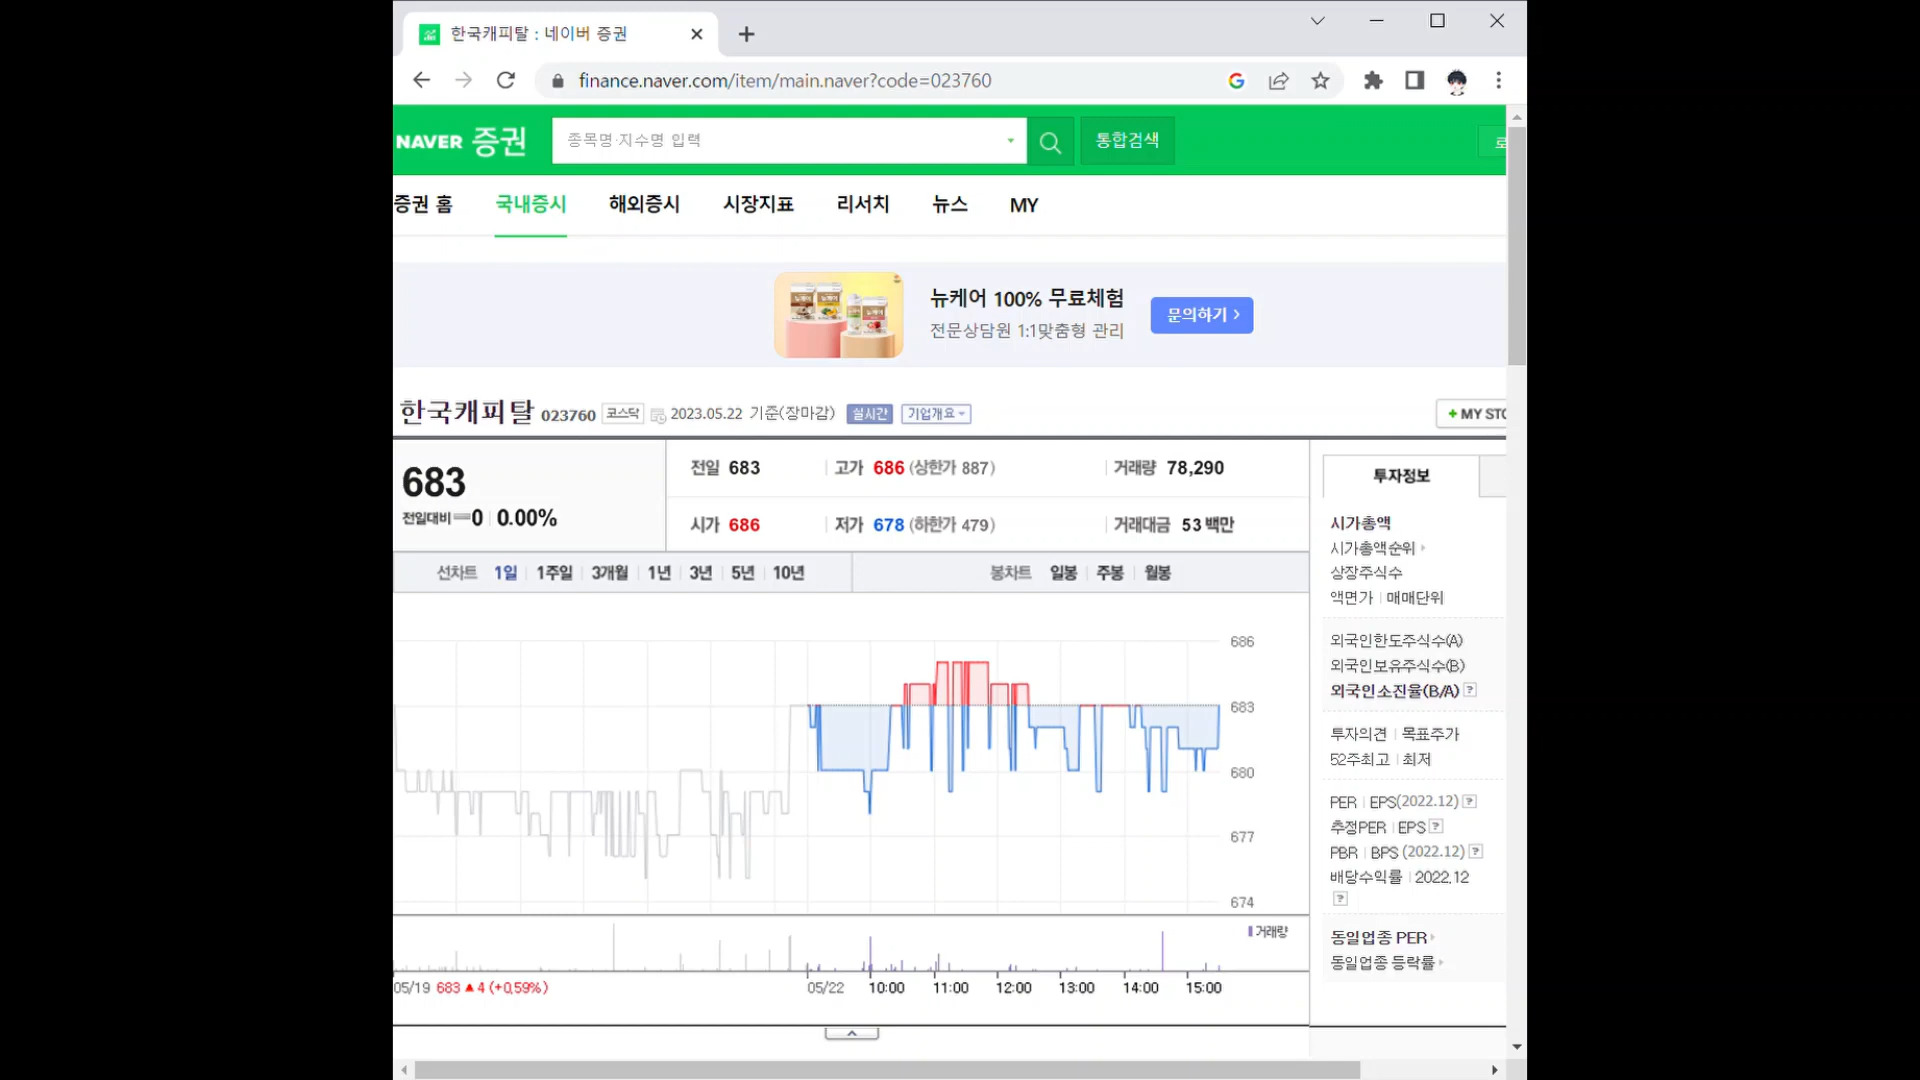 한국캐피탈 : 네이버 증권
finance.naver.com/item/main.naver?code=023760
NAVER 증권
종목명·지수명 입력
통합검색
로
증권 홈 국내증시 해외증시 시장지표 리서치 뉴스 MY
뉴케어 100% 무료체험
전문상담원 1:1맞춤형 관리
문의하기 >
한국캐피탈 023760 코스닥 2023.05.22 기준(장마감) 실시간 기업개요
+ MY STO
683
전일대비 0 0.00%
전일 683 고가 686 (상한가 887) 거래량 78,290
시가 686 저가 678 (하한가 479) 거래대금 53 백만
선차트 1일 1주일 3개월 1년 3년 5년 10년 봉차트 일봉 주봉 월봉
686
683
680
677
674
거래량
05/19 683 ▲ 4 (+0,59%) 05/22 10:00 11:00 12:00 13:00 14:00 15:00
투자정보
시가총액
시가총액순위
상장주식수
액면가 | 매매단위
외국인한도주식수(A)
외국인보유주식수(B)
외국인소진율(B/A) ?
투자의견 | 목표주가
52주최고 | 최저
PER | EPS(2022.12) ?
추정PER | EPS ?
PBR | BPS (2022.12) ?
배당수익률 | 2022.12
?
동일업종 PER
동일업종 등락률